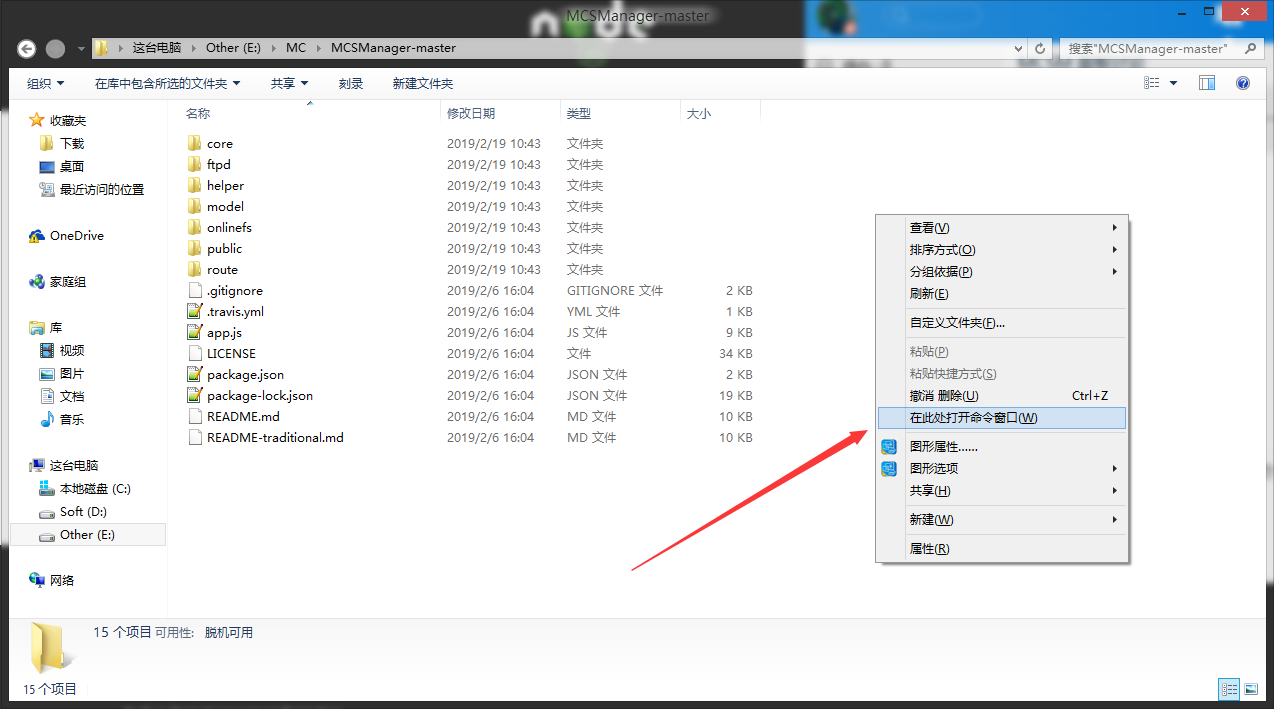 MCSManager-master
这台电脑 Other (E:) MC MCSManager-master
搜索"MCSManager-master"
组织 在库中包含所选的文件夹 共享 刻录 新建文件夹
收藏夹
下载
桌面
最近访问的位置
OneDrive
家庭组
库
视频
图片
文档
音乐
这台电脑
本地磁盘 (C:)
Soft (D:)
Other (E:)
网络
名称 修改日期 类型 大小
core 2019/2/19 10:43 文件夹
ftpd 2019/2/19 10:43 文件夹
helper 2019/2/19 10:43 文件夹
model 2019/2/19 10:43 文件夹
onlinefs 2019/2/19 10:43 文件夹
public 2019/2/19 10:43 文件夹
route 2019/2/19 10:43 文件夹
.gitignore 2019/2/6 16:04 GITIGNORE 文件 2 KB
.travis.yml 2019/2/6 16:04 YML 文件 1 KB
app.js 2019/2/6 16:04 JS 文件 9 KB
LICENSE 2019/2/6 16:04 文件 34 KB
package.json 2019/2/6 16:04 JSON 文件 2 KB
package-lock.json 2019/2/6 16:04 JSON 文件 19 KB
README.md 2019/2/6 16:04 MD 文件 10 KB
README-traditional.md 2019/2/6 16:04 MD 文件 10 KB
查看(V)
排序方式(O)
分组依据(P)
刷新(E)
自定义文件夹(F)...
粘贴(P)
粘贴快捷方式(S)
撤消 删除(U) Ctrl+Z
在此处打开命令窗口(W)
图形属性......
图形选项
共享(H)
新建(W)
属性(R)
15 个项目 可用性: 脱机可用
15 个项目